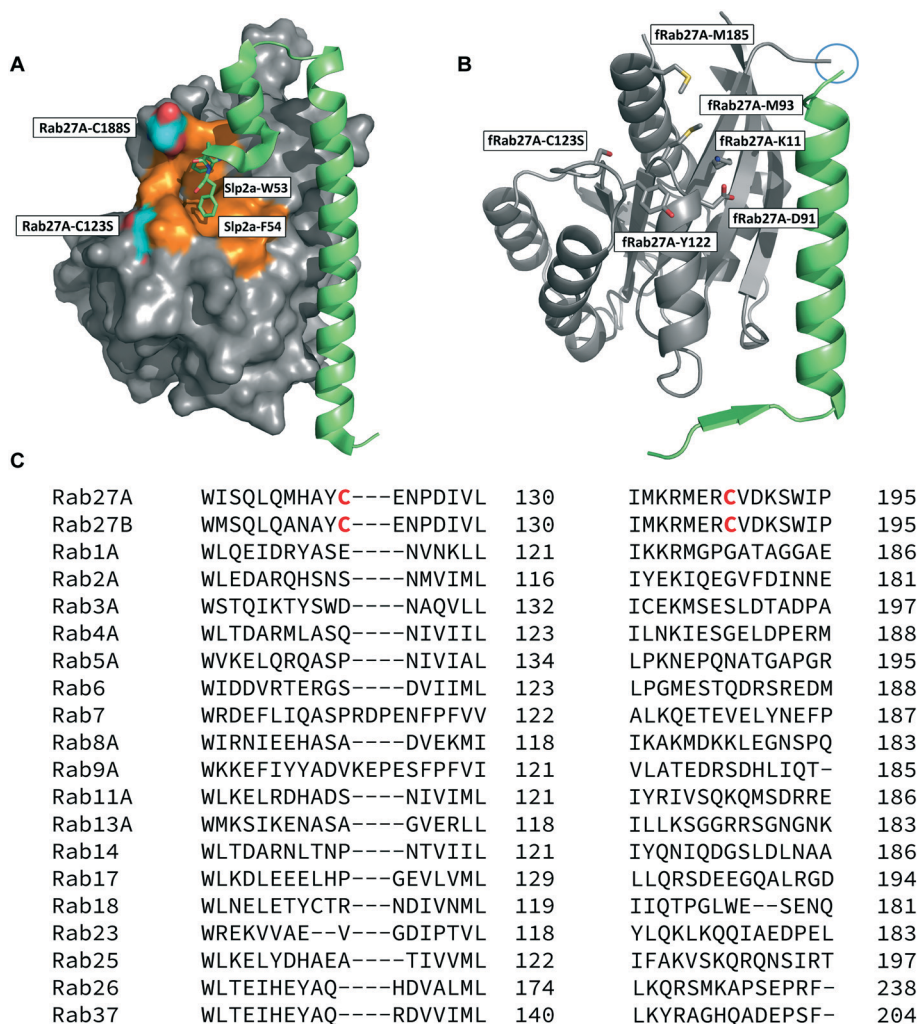 A
Rab27A-C188S
Slp2a-W53
Rab27A-C123S
Slp2a-F54
B
fRab27A-M185
fRab27A-M93
fRab27A-C123S
fRab27A-K11
fRab27A-D91
fRab27A-Y122
C
Rab27A WISQLQMHAYC----ENPDIVL 130 IMKRMERCVDKSWIP 195
Rab27B WMSQLQANAYC----ENPDIVL 130 IMKRMERCVDKSWIP 195
Rab1A WLQEIDRYASE----NVNKLL 121 IKKRMGPGATAGGAE 186
Rab2A WLEDARQHSNS----NMVIML 116 IYEKIQEGVFDINNE 181
Rab3A WSTQIKTYSWD----NAQVLL 132 ICEKMSESLDTADPA 197
Rab4A WLTDARMLASQ----NIVIIL 123 ILNKIESGELDPERM 188
Rab5A WVKELQRQASP----NIVIAL 134 LPKNEPQNATGAPGR 195
Rab6 WIDDVRTERGS----DVIIML 123 LPGMESTQDRSREDM 188
Rab7 WRDEFLIQASPRDPENFPFVV 122 ALKQETEVELYNEFP 187
Rab8A WIRNIEEHASA----DVEKMI 118 IKAKMDKKLEGNSPQ 183
Rab9A WKKEFIYYADVKEPESFPFVI 121 VLATEDRSDHLIQT- 185
Rab11A WLKELRDHADS----NIVIML 121 IYRIVSQKQMSDRRE 186
Rab13A WMKSIKENASA----GVERLL 118 ILLKSGGRRSGNGNK 183
Rab14 WLTDARNLTNP----NTVIIL 121 IYQNIQDGSLDLNAA 186
Rab17 WLKDLEEELHP----GEVLVML 129 LLQRSDEEGQALRGD 194
Rab18 WLNELETYCTR----NDIVNML 119 IIQTPGLWE--SENQ 181
Rab23 WREKVVAE--V----GDIPTVL 118 YLQKLKQQIAEDPEL 183
Rab25 WLKELYDHAEA----TIVVML 122 IFAKVSKQRQNSIRT 197
Rab26 WLTEIHEYAQ----HDVALML 174 LKQRSMKAPSEPRF- 238
Rab37 WLTEIHEYAQ----RDVVIML 140 LKYRAGHQADEPSF- 204